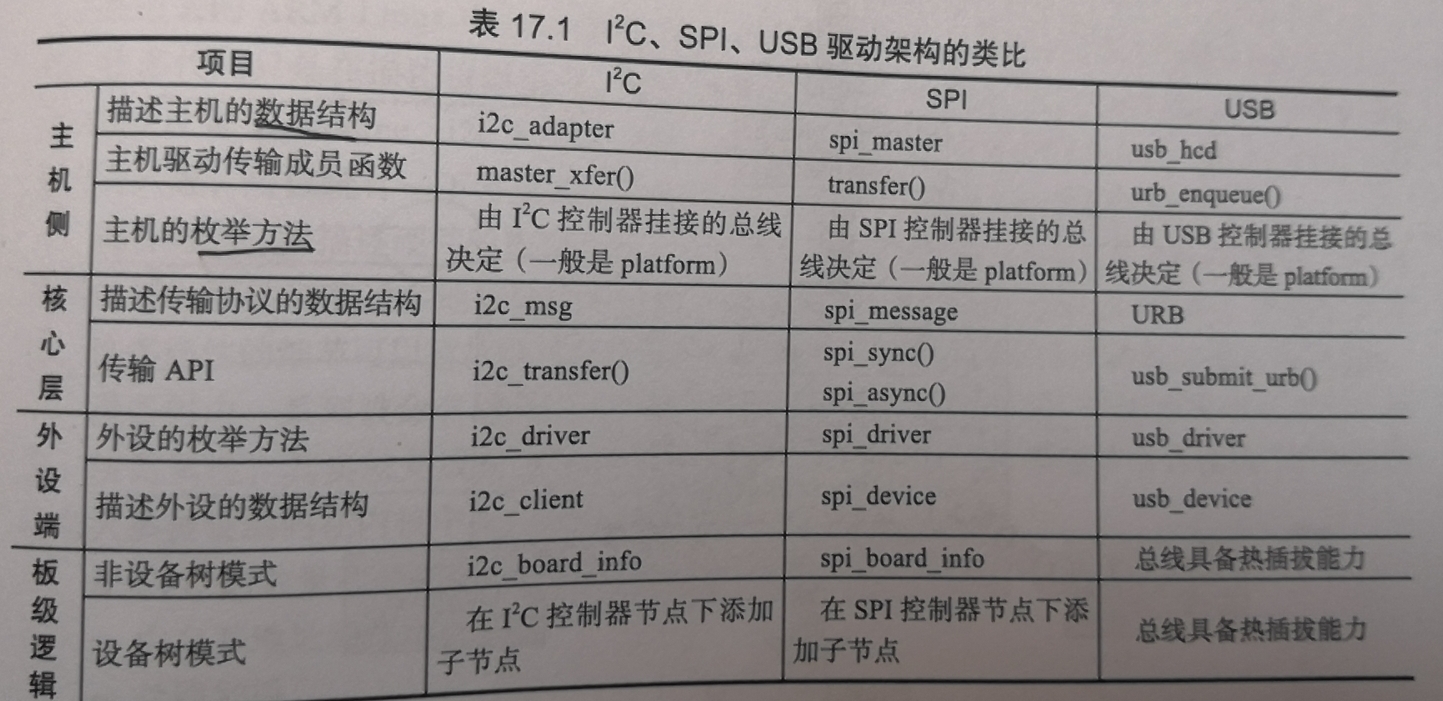 表 17.1 I²C、SPI、USB 驱动架构的类比
项目 I²C SPI USB
主机侧
描述主机的数据结构 i2c_adapter spi_master usb_hcd
主机驱动传输成员函数 master_xfer() transfer() urb_enqueue()
主机的枚举方法 由 I²C 控制器挂接的总线 由 SPI 控制器挂接的总 由 USB 控制器挂接的总
决定（一般是 platform） 线决定（一般是 platform） 线决定（一般是 platform）
核心层
描述传输协议的数据结构 i2c_msg spi_message URB
传输 API i2c_transfer() spi_sync() usb_submit_urb()
spi_async()
外设端
外设的枚举方法 i2c_driver spi_driver usb_driver
描述外设的数据结构 i2c_client spi_device usb_device
板级逻辑
非设备树模式 i2c_board_info spi_board_info 总线具备热插拔能力
设备树模式 在 I²C 控制器节点下添加 在 SPI 控制器节点下添 总线具备热插拔能力
子节点 加子节点